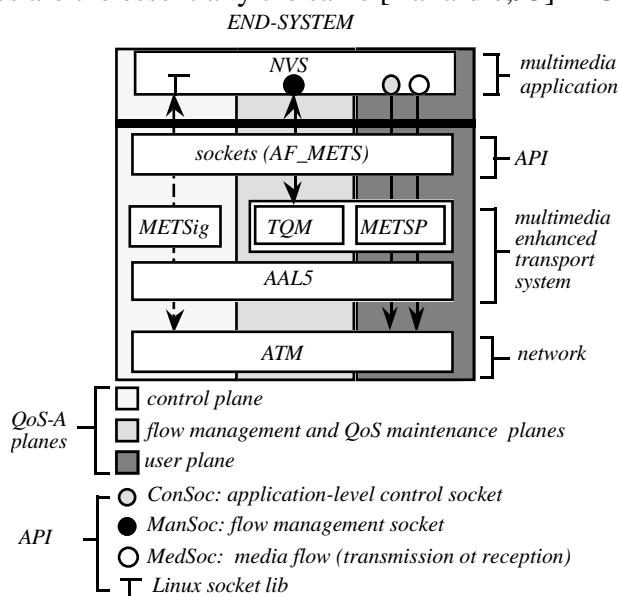 END-SYSTEM
NVS
multimedia
application
sockets (AF_METS)
API
METSig
TQM
METSP
multimedia
enhanced
transport
system
AAL5
ATM
network
QoS-A
planes
control plane
flow management and QoS maintenance planes
user plane
API
ConSoc: application-level control socket
ManSoc: flow management socket
MedSoc: media flow (transmission ot reception)
Linux socket lib